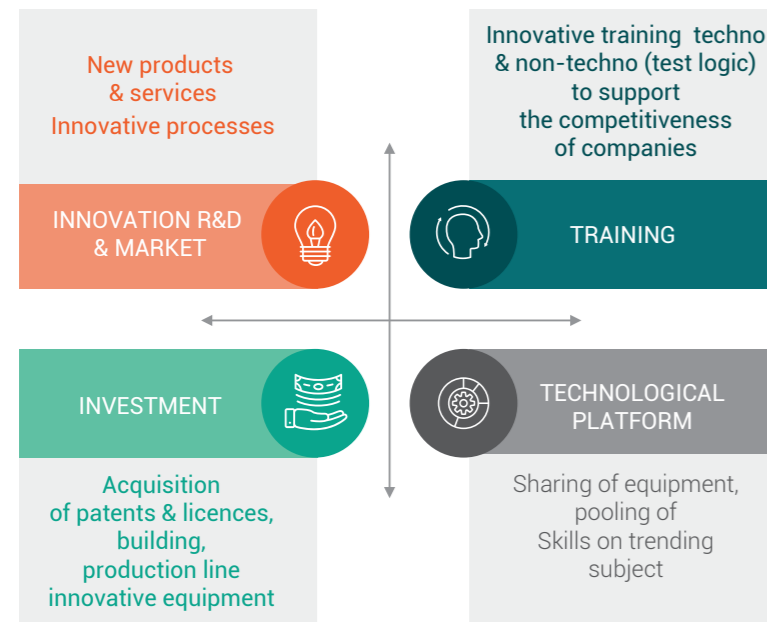 New products
& services
Innovative processes
INNOVATION R&D
& MARKET
Innovative training techno
& non-techno (test logic)
to support
the competitiveness
of companies
TRAINING
INVESTMENT
Acquisition
of patents & licences,
building,
production line
innovative equipment
TECHNOLOGICAL
PLATFORM
Sharing of equipment,
pooling of
Skills on trending
subject